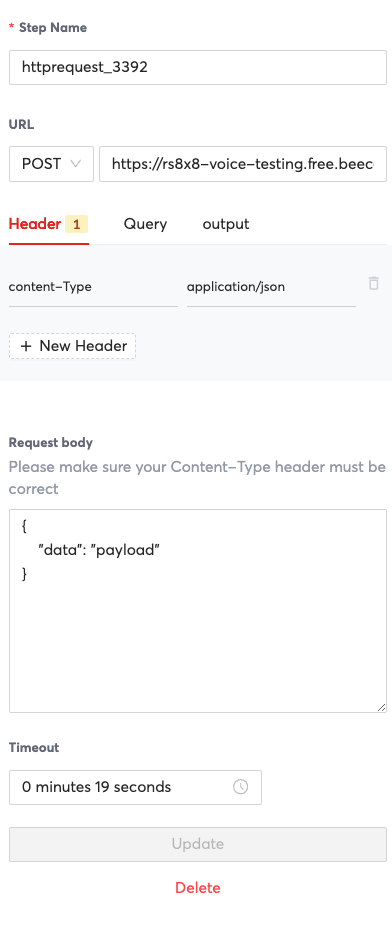 * Step Name
httprequest_3392
URL
POST
https://rs8x8-voice-testing.free.beec
Header 1
Query
output
content-Type
application/json
+ New Header
Request body
Please make sure your Content-Type header must be
correct
{
"data": "payload"
}
Timeout
0 minutes 19 seconds
Update
Delete